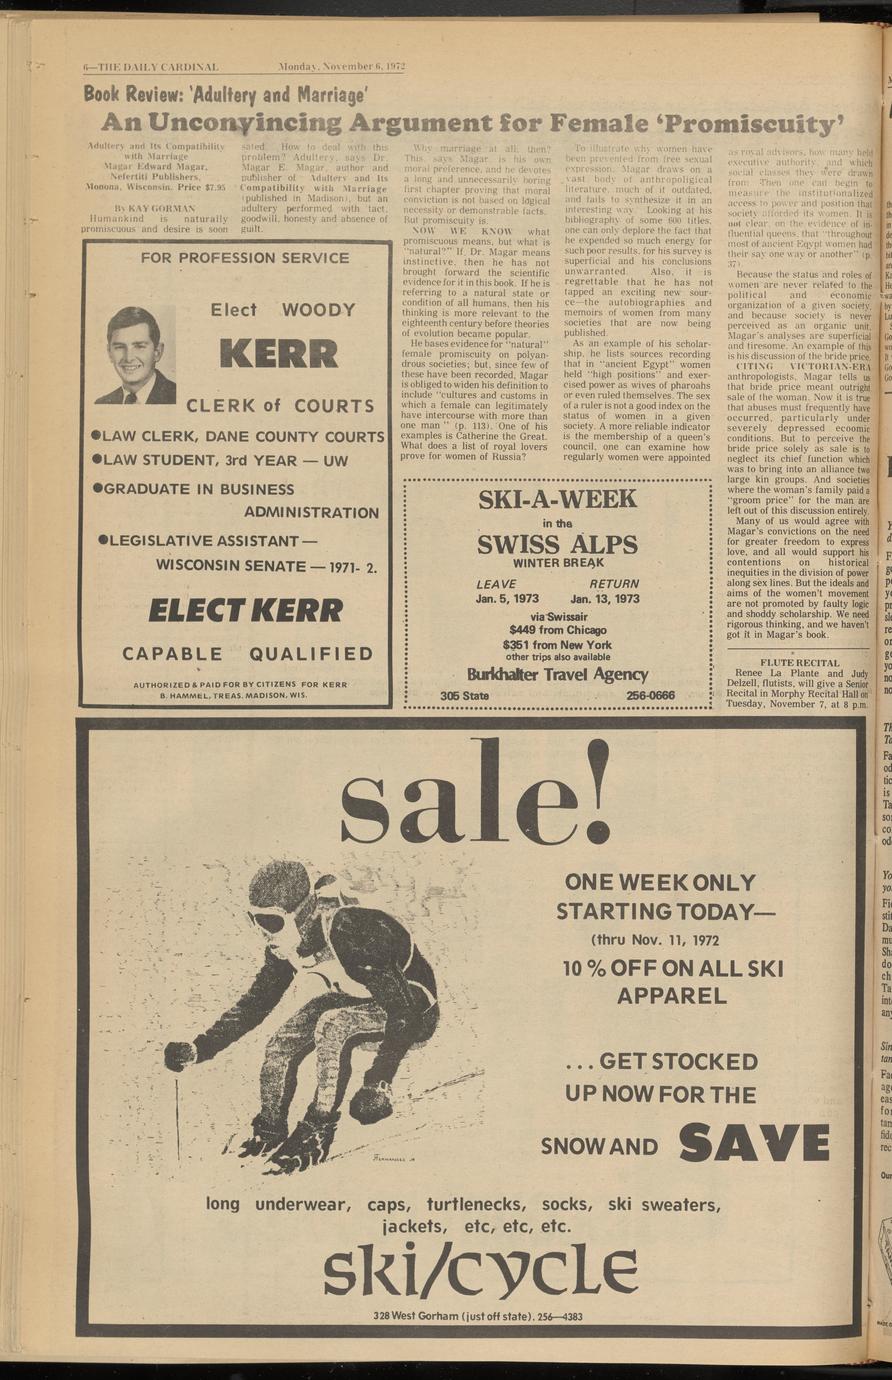 6—THE DAILY CARDINAL Monday, November 6, 1972
Book Review: 'Adultery and Marriage'
An Unconvincing Argument for Female 'Promiscuity'
Adultery and Its Compatibility
with Marriage
Magar Edward Magar,
Nefertiti Publishers,
Monona, Wisconsin. Price $7.95
By KAY GORMAN
Humankind is naturally
promiscuous and desire is soon
sated. How to deal with this
problem? Adultery, says Dr.
Magar E. Magar, author and
publisher of Adultery and Its
Compatibility with Marriage
(published in Madison), but an
adultery performed with tact,
goodwill, honesty and absence of
guilt.
Why marriage at all, then?
This, says Magar, is his own
moral preference, and he devotes
a long and unnecessarily boring
first chapter proving that moral
conviction is not based on logical
necessity or demonstrable facts.
But promiscuity is.
NOW WE KNOW what
promiscuous means, but what is
"natural?" If, Dr. Magar means
instinctive, then he has not
brought forward the scientific
evidence for it in this book. If he is
referring to a natural state or
condition of all humans, then his
thinking is more relevant to the
eighteenth century before theories
of evolution became popular.
He bases evidence for "natural"
female promiscuity on polyan-
drous societies; but, since few of
these have been recorded, Magar
is obliged to widen his definition to
include "cultures and customs in
which a female can legitimately
have intercourse with more than
one man " (p. 113). One of his
examples is Catherine the Great.
What does a list of royal lovers
prove for women of Russia?
To illustrate why women have
been prevented from free sexual
expression, Magar draws on a
vast body of anthropoligical
literature, much of it outdated,
and fails to synthesize it in an
interesting way. Looking at his
bibiography of some 600 titles,
one can only deplore the fact that
he expended so much energy for
such poor results, for his survey is
superficial and his conclusions
unwarranted. Also, it is
regrettable that he has not
tapped an exciting new sour-
ce—the autobiographies and
memoirs of women from many
societies that are now being
published.
As an example of his scholar-
ship, he lists sources recording
that in "ancient Egypt" women
held "high positions" and exer-
cised power as wives of pharoahs
or even ruled themselves. The sex
of a ruler is not a good index on the
status of women in a given
society. A more reliable indicator
is the membership of a queen's
council, one can examine how
regularly women were appointed
as royal advisors, how many held
executive authority, and which
social classes they were drawn
from. Then one can begin to
measure the institutionalized
access to power and position that
society afforded its women. It is
not clear, on the evidence of in-
fluential queens, that "throughout
most of ancient Eqypt women had
their say one way or another" (p.
37).
Because the status and roles of
women are never related to the
political and economic
organization of a given society,
and because society is never
perceived as an organic unit,
Magar's analyses are superficial
and tiresome. An example of this
is his discussion of the bride price.
CITING VICTORIAN-ERA
anthropologists, Magar tells us
that bride price meant outright
sale of the woman. Now it is true
that abuses must frequently have
occurred, particularly under
severely depressed ecomic
conditions. But to perceive the
bride price solely as sale is to
neglect its chief function which
was to bring into an alliance two
large kin groups. And societies
where the woman's family paid a
"groom price" for the man are
left out of this discussion entirely.
Many of us would agree with
Magar's convictions on the need
for greater freedom to express
love, and all would support his
contentions on historical
inequities in the division of power
along sex lines. But the ideals and
aims of the women's movement
are not promoted by faulty logic
and shoddy scholarship. We need
rigorous thinking, and we haven't
got it in Magar's book.
FLUTE RECITAL
Renee La Plante and Judy
Delzell, flutists, will give a Senior
Recital in Morphy Recital Hall on
Tuesday, November 7, at 8 p.m.
FOR PROFESSION SERVICE
Elect WOODY
KERR
CLERK of COURTS
●LAW CLERK, DANE COUNTY COURTS
●LAW STUDENT, 3rd YEAR — UW
●GRADUATE IN BUSINESS
ADMINISTRATION
●LEGISLATIVE ASSISTANT—
WISCONSIN SENATE — 1971- 2.
ELECT KERR
CAPABLE QUALIFIED
AUTHORIZED & PAID FOR BY CITIZENS FOR KERR
B. HAMMEL, TREAS. MADISON, WIS.
SKI-A-WEEK
in the
SWISS ALPS
WINTER BREAK
LEAVE RETURN
Jan. 5, 1973 Jan. 13, 1973
via Swissair
$449 from Chicago
$351 from New York
other trips also available
Burkhalter Travel Agency
305 State 256-0666
sale!
ONE WEEK ONLY
STARTING TODAY—
(thru Nov. 11, 1972
10 % OFF ON ALL SKI
APPAREL
. . . GET STOCKED
UP NOW FOR THE
SNOW AND SAVE
long underwear, caps, turtlenecks, socks, ski sweaters,
jackets, etc, etc, etc.
ski/cycle
328 West Gorham (just off state). 256—4383